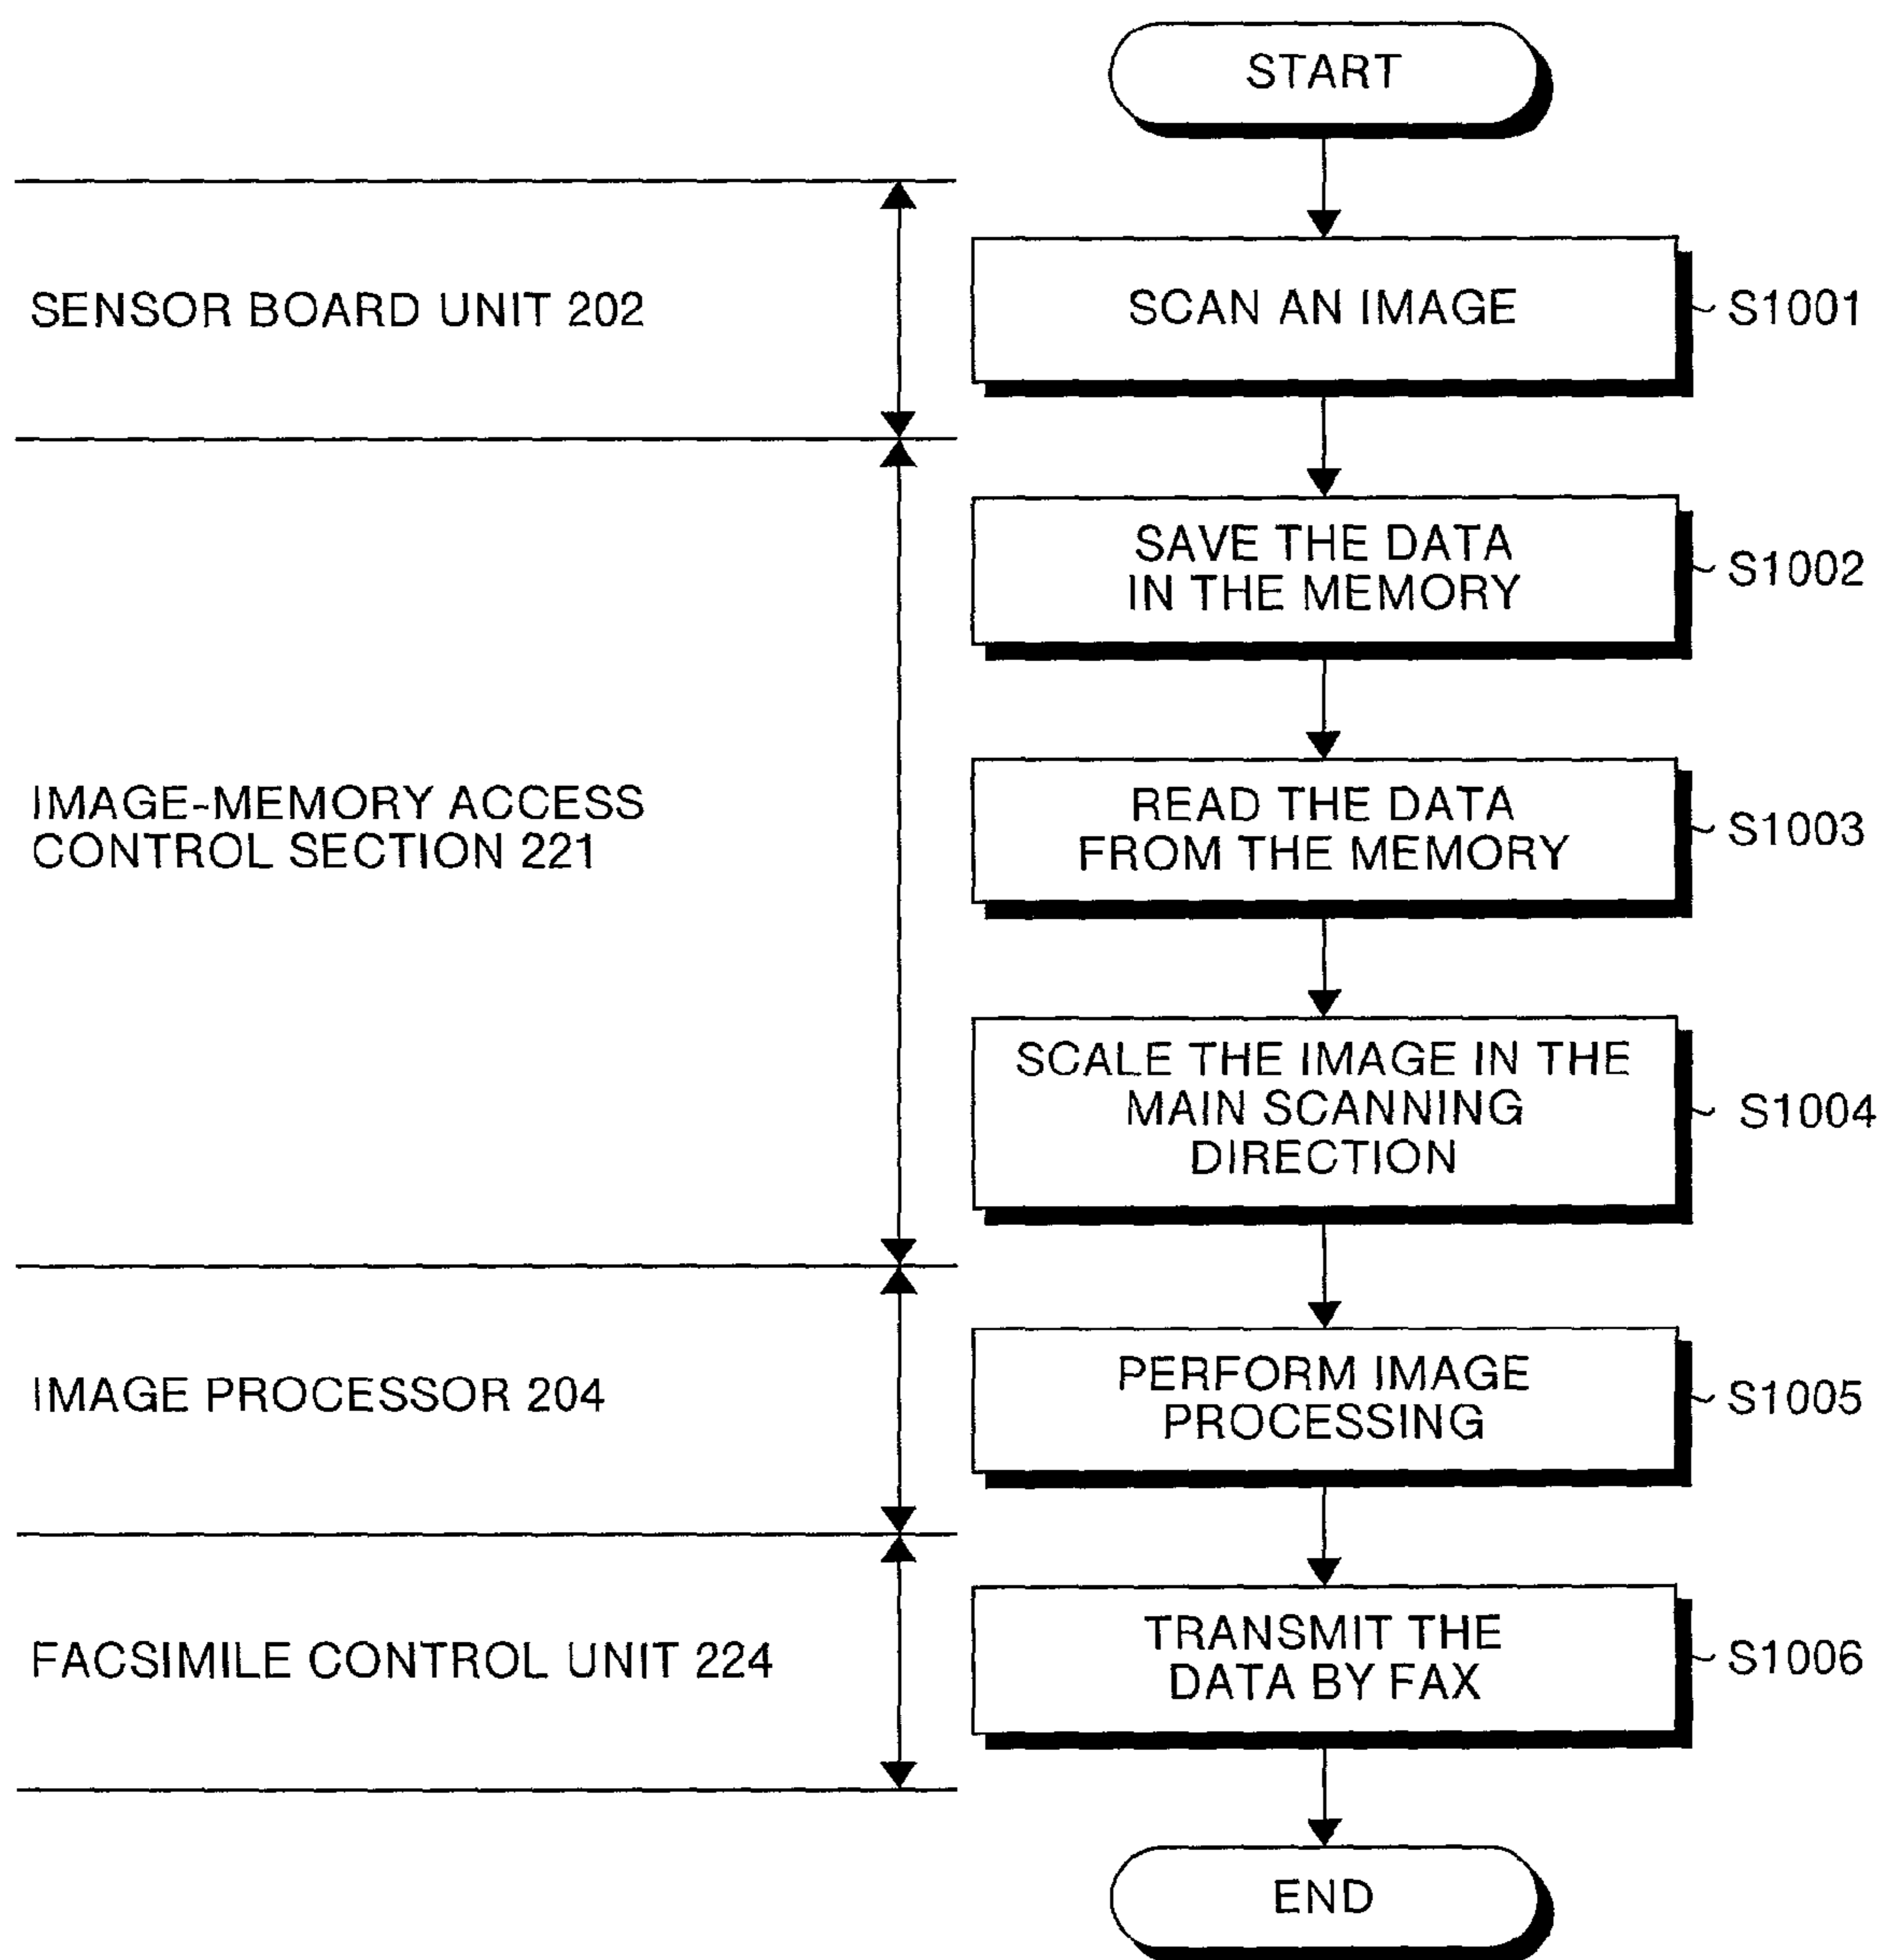 START
SENSOR BOARD UNIT 202
SCAN AN IMAGE
S1001
SAVE THE DATA
IN THE MEMORY
S1002
IMAGE-MEMORY ACCESS
CONTROL SECTION 221
READ THE DATA
FROM THE MEMORY
S1003
SCALE THE IMAGE IN THE
MAIN SCANNING
DIRECTION
S1004
IMAGE PROCESSOR 204
PERFORM IMAGE
PROCESSING
S1005
FACSIMILE CONTROL UNIT 224
TRANSMIT THE
DATA BY FAX
S1006
END